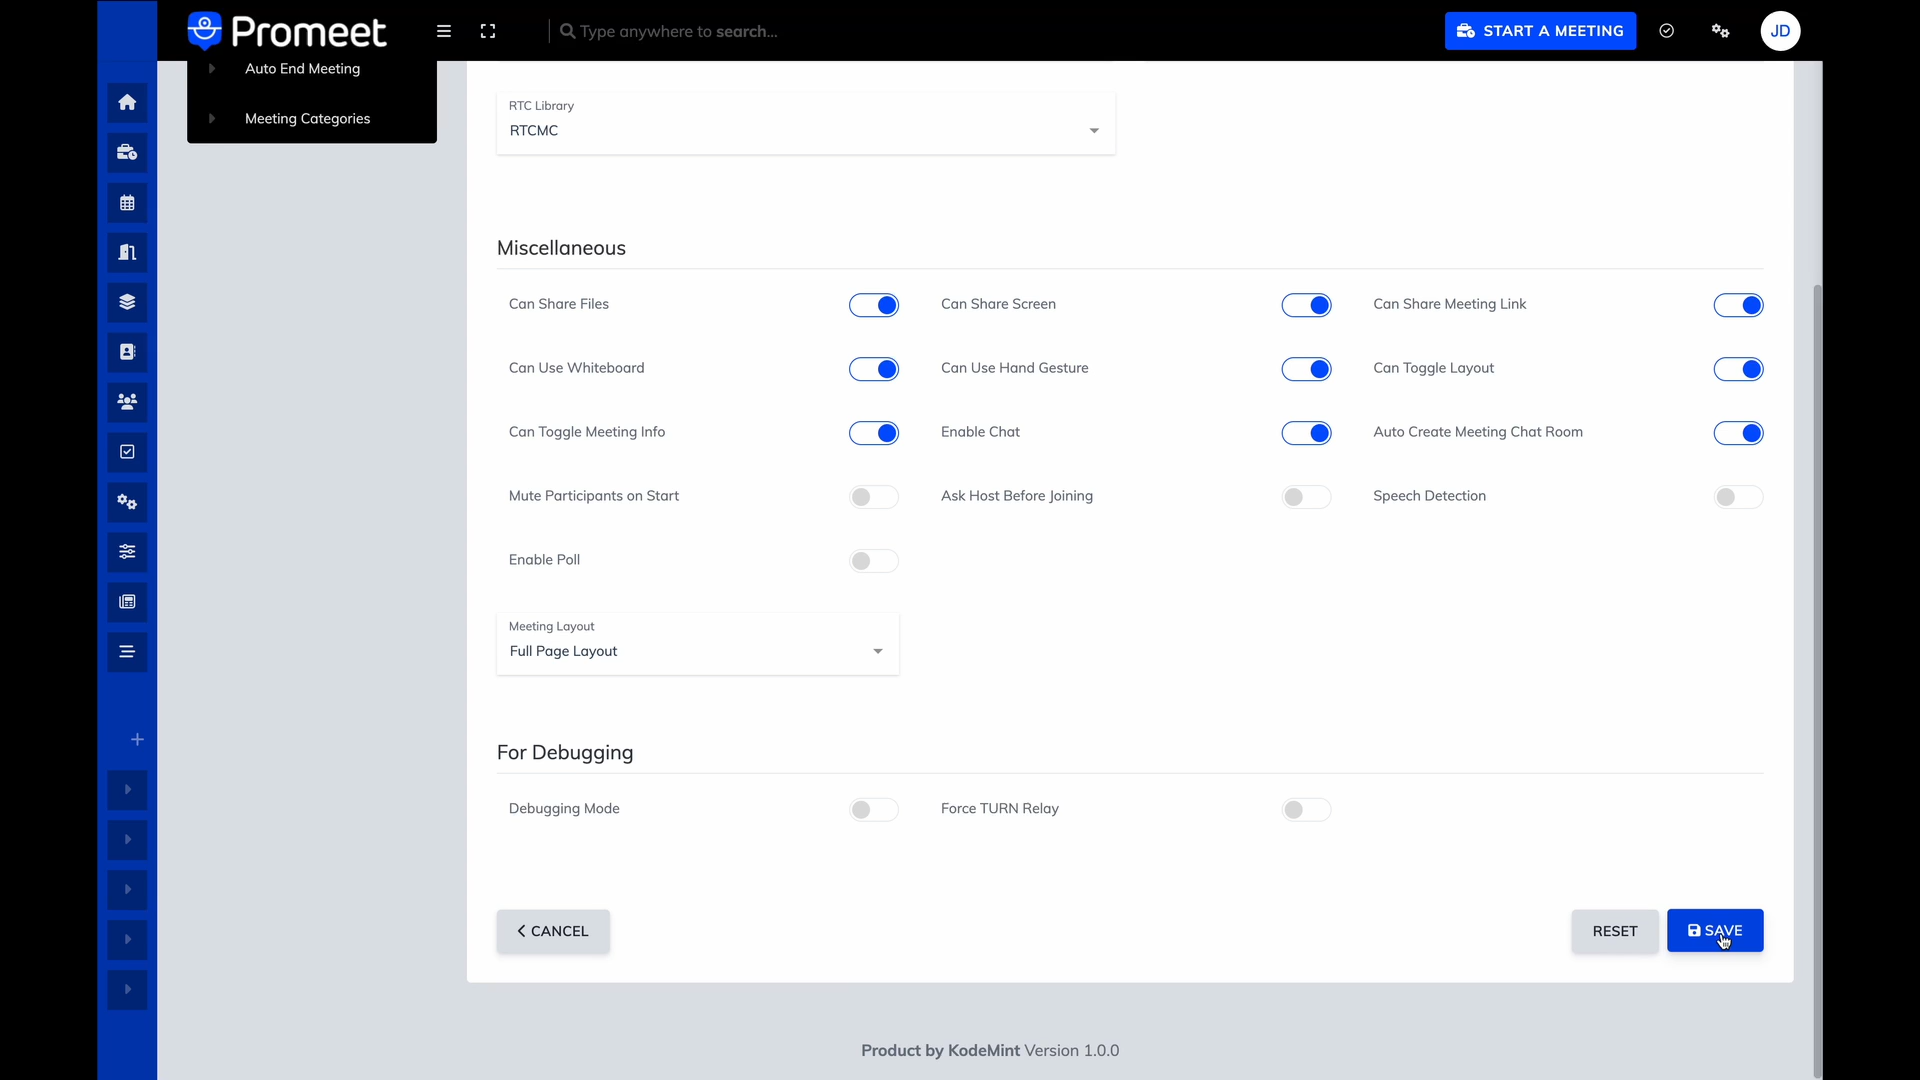 Promeet
Type anywhere to search...
START A MEETING
JD
Auto End Meeting
Meeting Categories
RTC Library
RTCMC
Miscellaneous
Can Share Files
Can Share Screen
Can Share Meeting Link
Can Use Whiteboard
Can Use Hand Gesture
Can Toggle Layout
Can Toggle Meeting Info
Enable Chat
Auto Create Meeting Chat Room
Mute Participants on Start
Ask Host Before Joining
Speech Detection
Enable Poll
Meeting Layout
Full Page Layout
For Debugging
Debugging Mode
Force TURN Relay
CANCEL
RESET
SAVE
Product by KodeMint Version 1.0.0